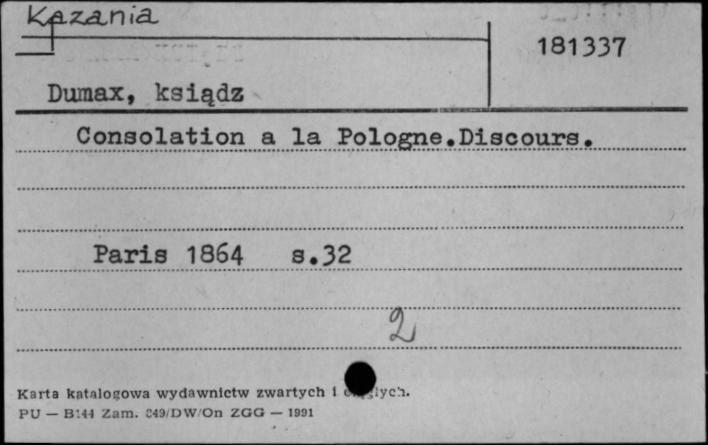 Kazania
181337
Dumax, ksiądz
Consolation a la Pologne.Discours.
Paris 1864 s.32
2
Karta katalogowa wydawnictw zwartych i
PU — B144 Zam. 249/DW/On ZGG — 1991